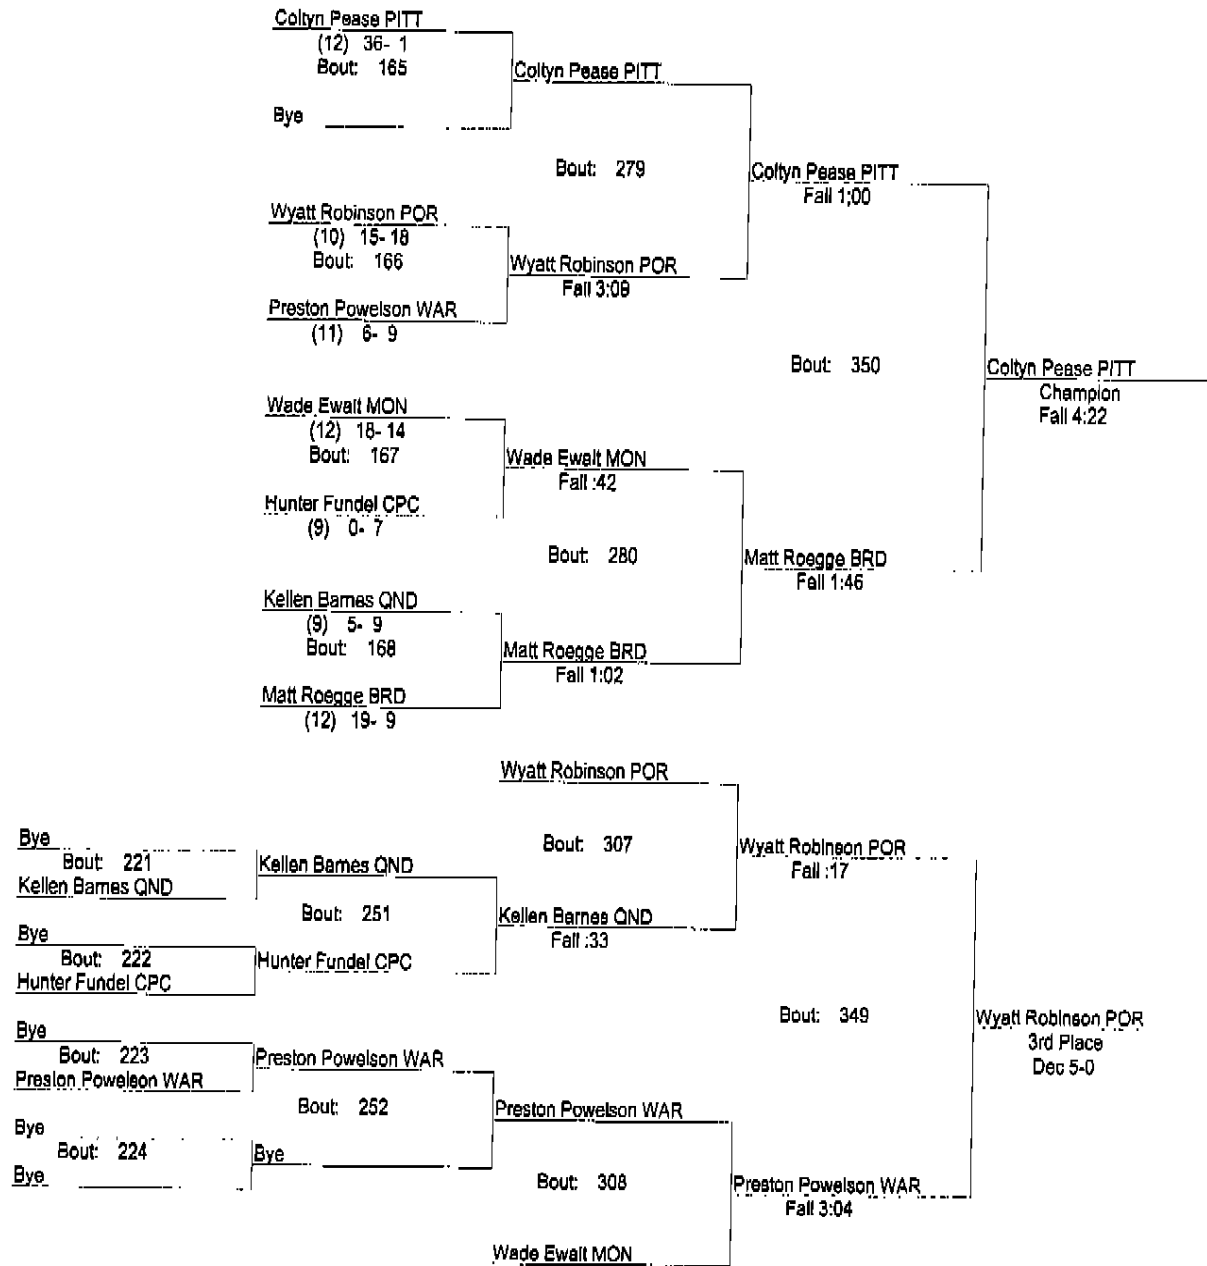 Coltyn Pease PITT
(12) 36- 1
Bout: 165
Coltyn Pease PITT
Bye
Bout: 279
Coltyn Pease PITT
Fall 1:00
Wyatt Robinson POR
(10) 15- 18
Bout: 166
Wyatt Robinson POR
Fall 3:09
Preston Powelson WAR
(11) 6- 9
Bout: 350
Coltyn Pease PITT
Champion
Fall 4:22
Wade Ewalt MON
(12) 18- 14
Bout: 167
Wade Ewalt MON
Fall :42
Hunter Fundel CPC
(9) 0- 7
Bout: 280
Matt Roegge BRD
Fall 1:46
Kellen Barnes QND
(9) 5- 9
Bout: 168
Matt Roegge BRD
Fall 1:02
Matt Roegge BRD
(12) 19- 9
Wyatt Robinson POR
Bout: 307
Wyatt Robinson POR
Fall :17
Bye
Bout: 221
Kellen Barnes QND
Kellen Barnes QND
Bout: 251
Kellen Barnes QND
Fall :33
Bye
Bout: 222
Hunter Fundel CPC
Hunter Fundel CPC
Bout: 349
Wyatt Robinson POR
3rd Place
Dec 5-0
Bye
Bout: 223
Preston Powelson WAR
Preston Powelson WAR
Bout: 252
Preston Powelson WAR
Bye
Bout: 224
Bye
Bye
Bout: 308
Preston Powelson WAR
Fall 3:04
Wade Ewalt MON